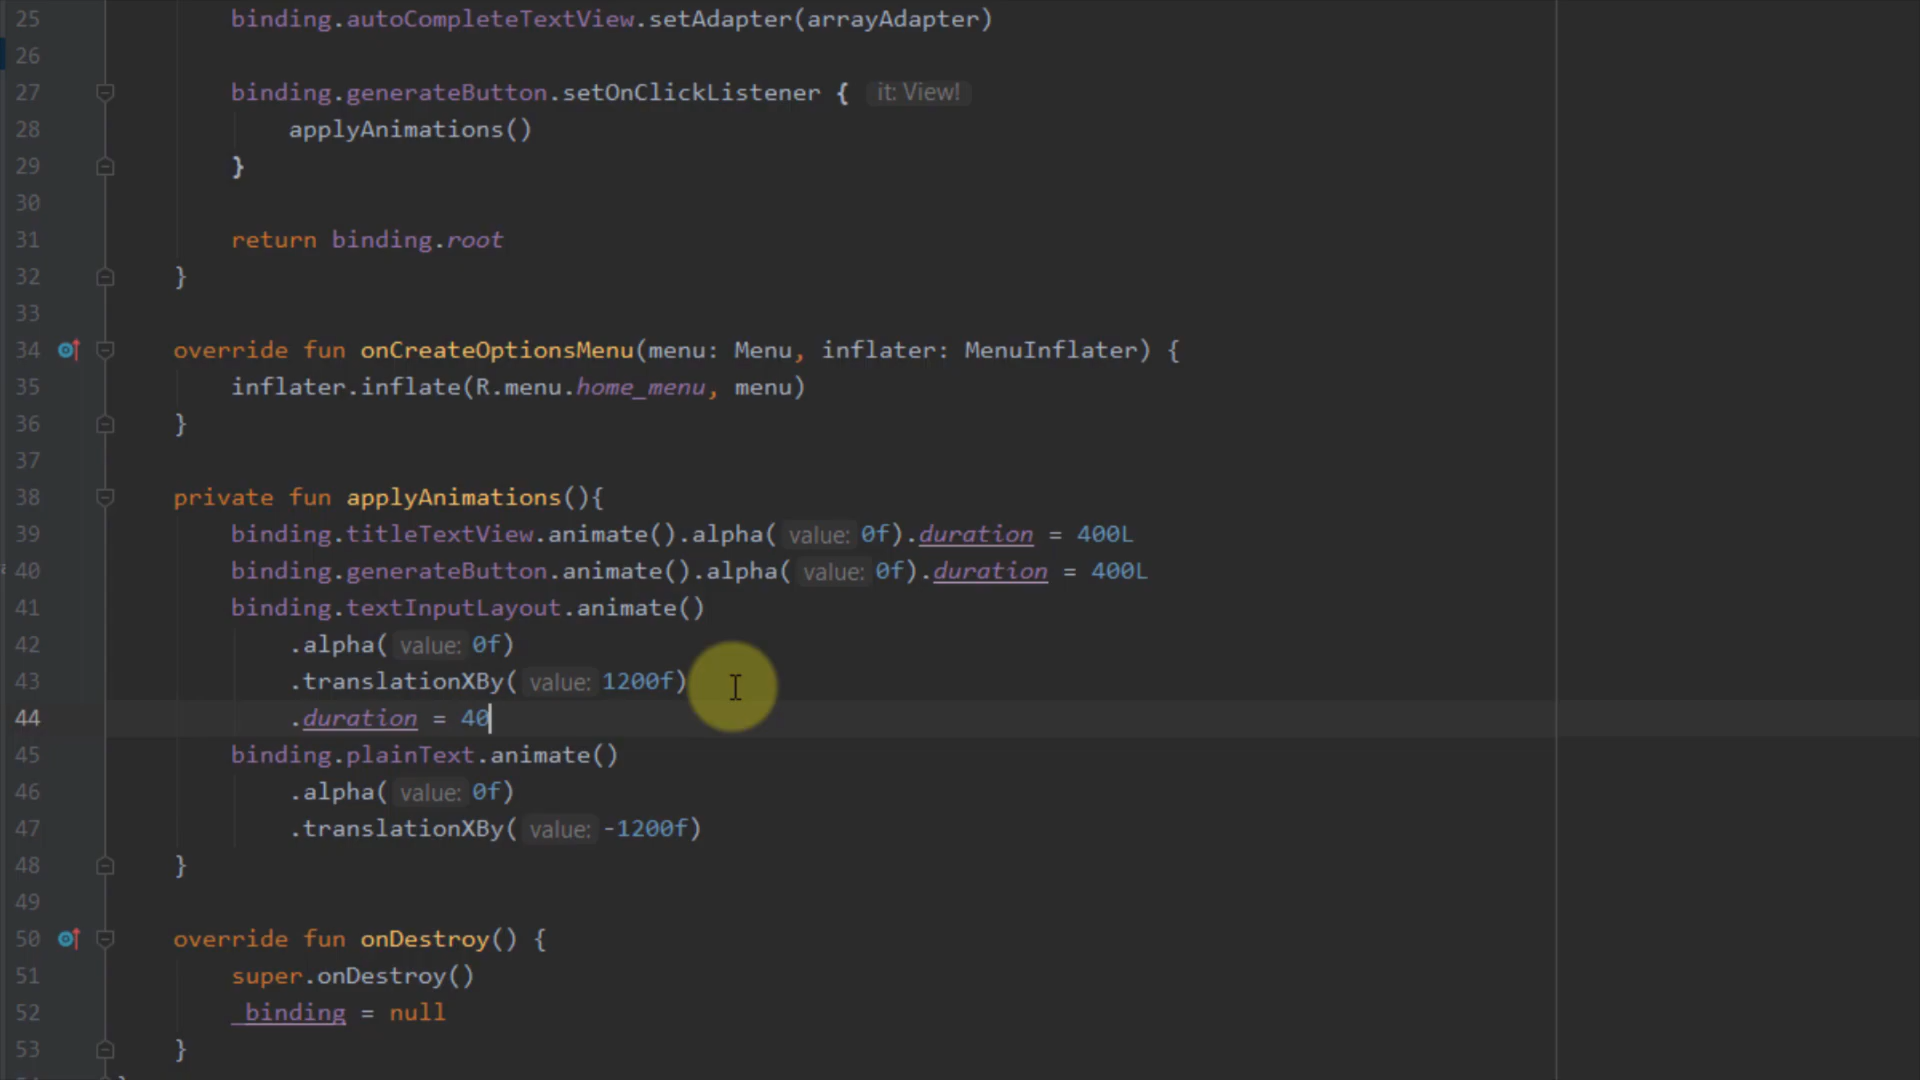 25 binding.autoCompleteTextView.setAdapter(arrayAdapter)
26
27 binding.generateButton.setOnClickListener { it: View!
28 applyAnimations()
29 }
30
31 return binding.root
32 }
33
34 override fun onCreateOptionsMenu(menu: Menu, inflater: MenuInflater) {
35 inflater.inflate(R.menu.home_menu, menu)
36 }
37
38 private fun applyAnimations(){
39 binding.titleTextView.animate().alpha( value: 0f).duration = 400L
40 binding.generateButton.animate().alpha( value: 0f).duration = 400L
41 binding.textInputLayout.animate()
42 .alpha( value: 0f)
43 .translationXBy( value: 1200f)
44 .duration = 40
45 binding.plainText.animate()
46 .alpha( value: 0f)
47 .translationXBy( value: -1200f)
48 }
49
50 override fun onDestroy() {
51 super.onDestroy()
52 _binding = null
53 }